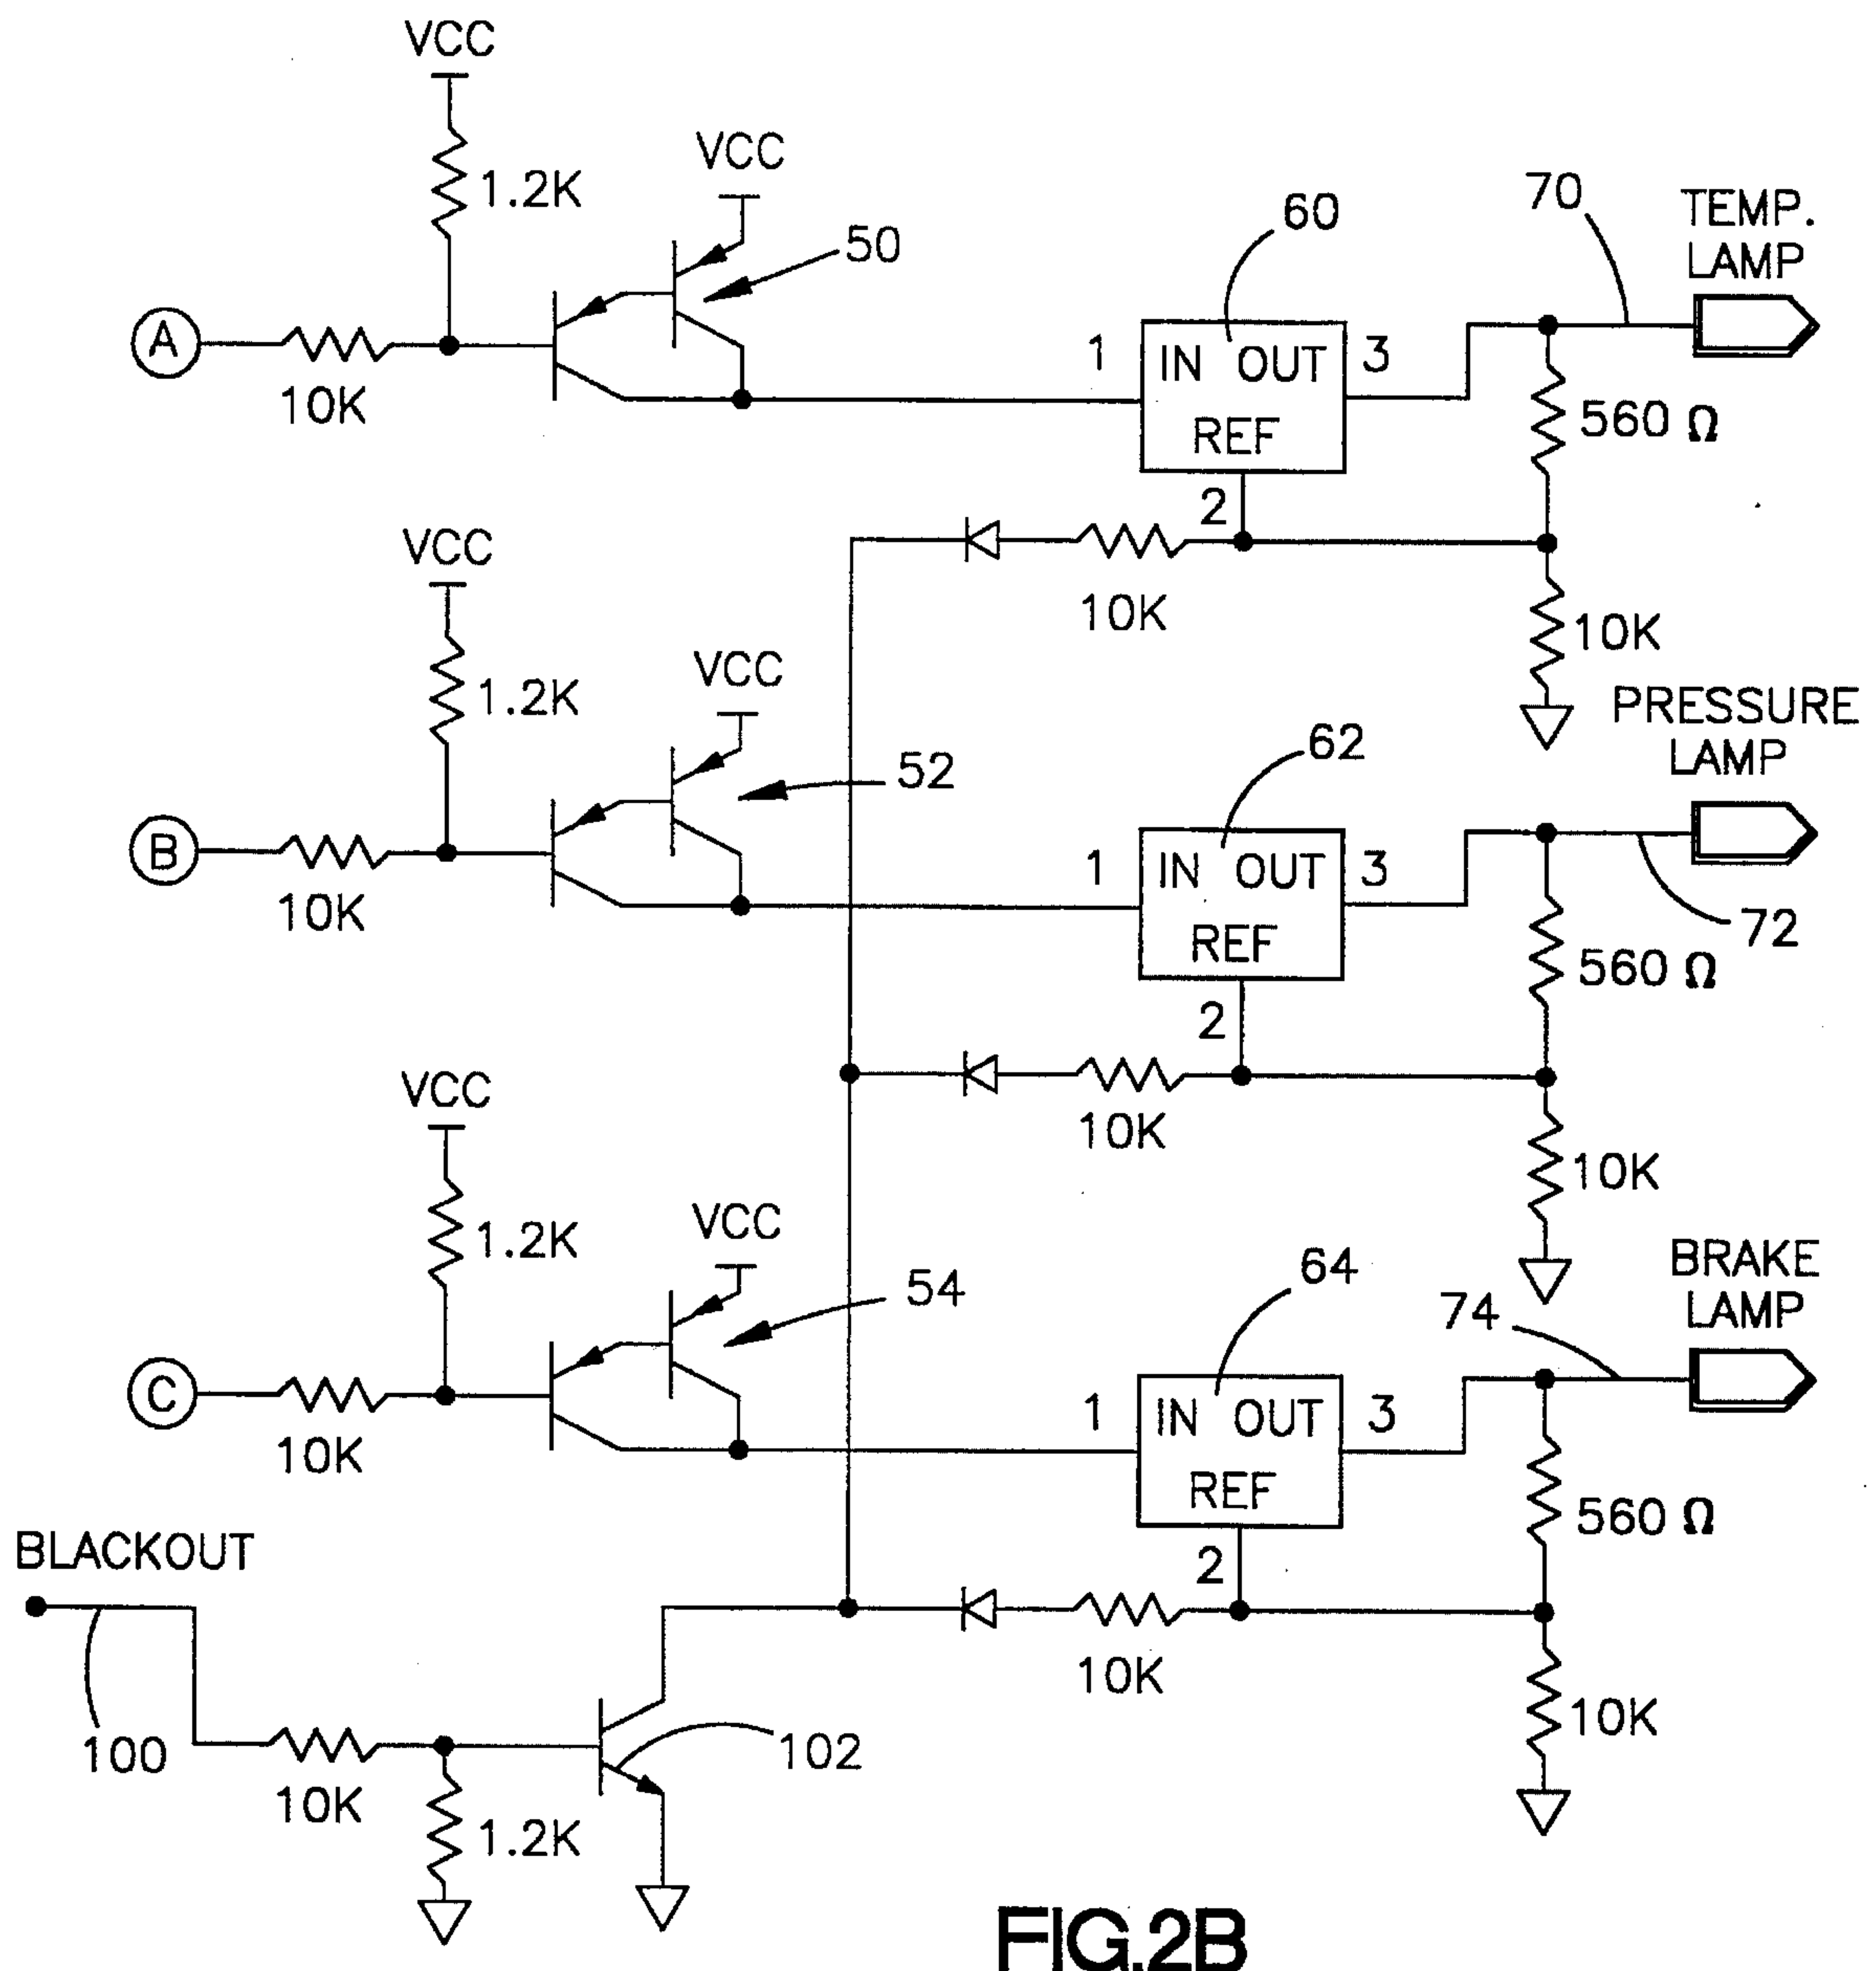 VCC
1.2K
VCC
50
A
10K
60
1
IN OUT
REF
3
2
70
TEMP.
LAMP
560 Ω
10K
10K
VCC
1.2K
VCC
52
B
10K
62
1
IN OUT
REF
3
2
PRESSURE
LAMP
72
560 Ω
10K
10K
VCC
1.2K
VCC
54
C
10K
64
1
IN OUT
REF
3
2
74
BRAKE
LAMP
560 Ω
10K
10K
BLACKOUT
100
10K
1.2K
102
FIG.2B